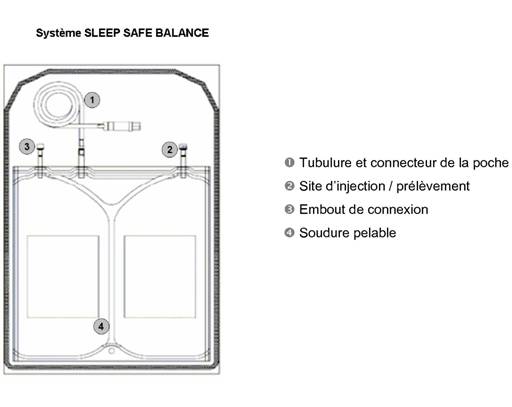 Système SLEEP SAFE BALANCE
1
3
2
4
❶ Tubulure et connecteur de la poche
❷ Site d'injection / prélèvement
❸ Embout de connexion
❹ Soudure pelable